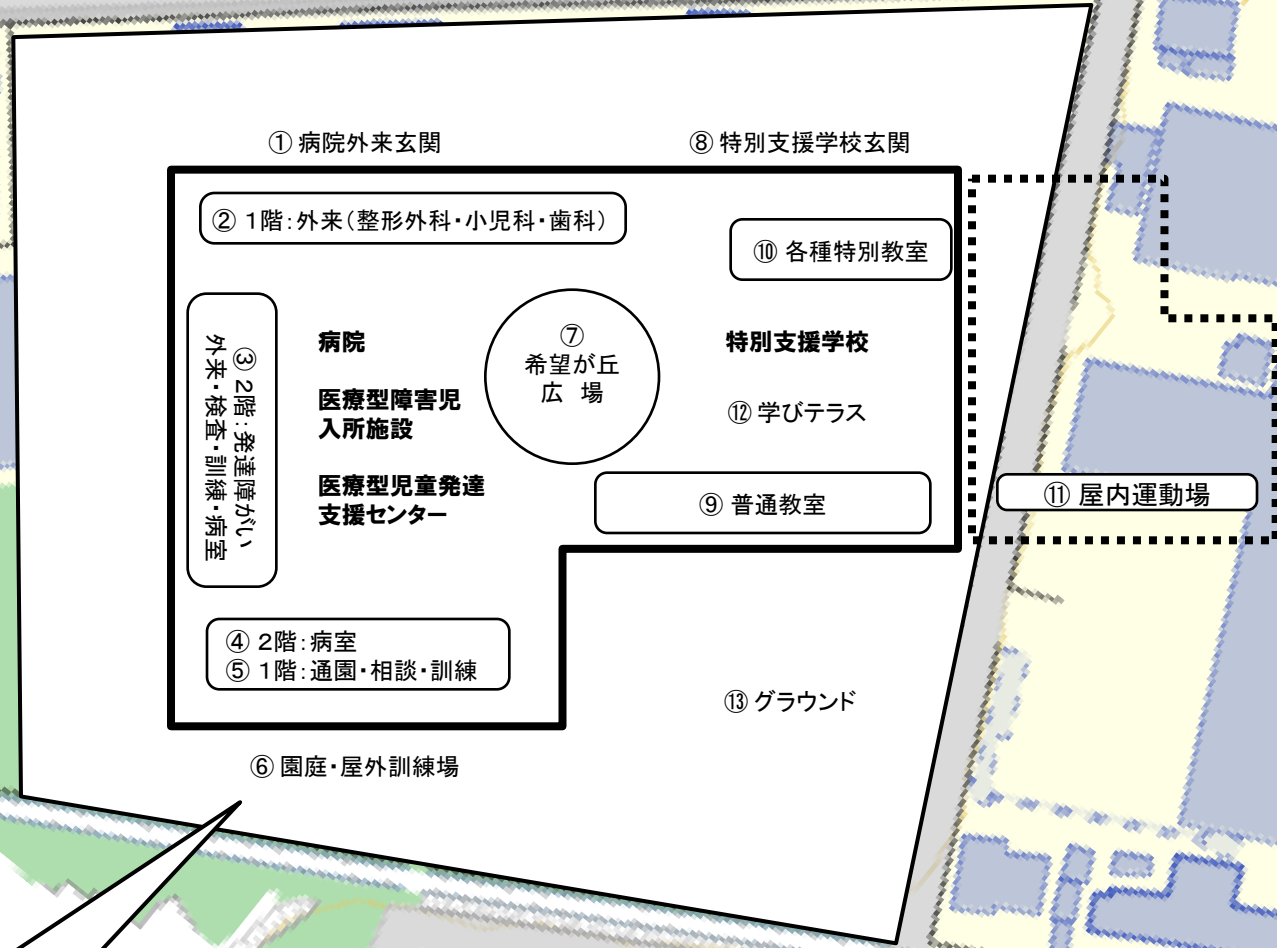 ① 病院外来玄関
⑧ 特別支援学校玄関
② 1階:外来(整形外科・小児科・歯科)
⑩ 各種特別教室
③ 2階:発達障がい
外来・検査・訓練・病室
病院
医療型障害児
入所施設
医療型児童発達
支援センター
⑦
希望が丘
広 場
特別支援学校
⑫ 学びテラス
⑨ 普通教室
⑪ 屋内運動場
④ 2階:病室
⑤ 1階:通園・相談・訓練
⑬ グラウンド
⑥ 園庭・屋外訓練場